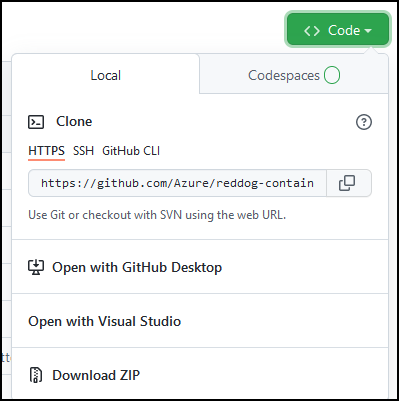 <> Code
Local Codespaces
Clone
HTTPS SSH GitHub CLI
https://github.com/Azure/reddog-contain
Use Git or checkout with SVN using the web URL.
Open with GitHub Desktop
Open with Visual Studio
Download ZIP